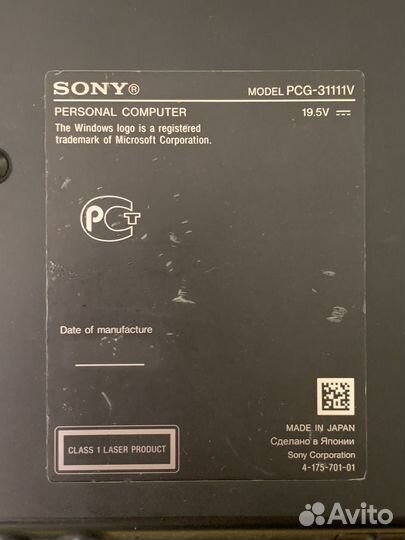 SONY®
MODEL PCG-31111V
PERSONAL COMPUTER
19.5V
The Windows logo is a registered
trademark of Microsoft Corporation.
РСТ
Date of manufacture
MADE IN JAPAN
Сделано в Японии
Sony Corporation
4-175-701-01
CLASS 1 LASER PRODUCT
Avito